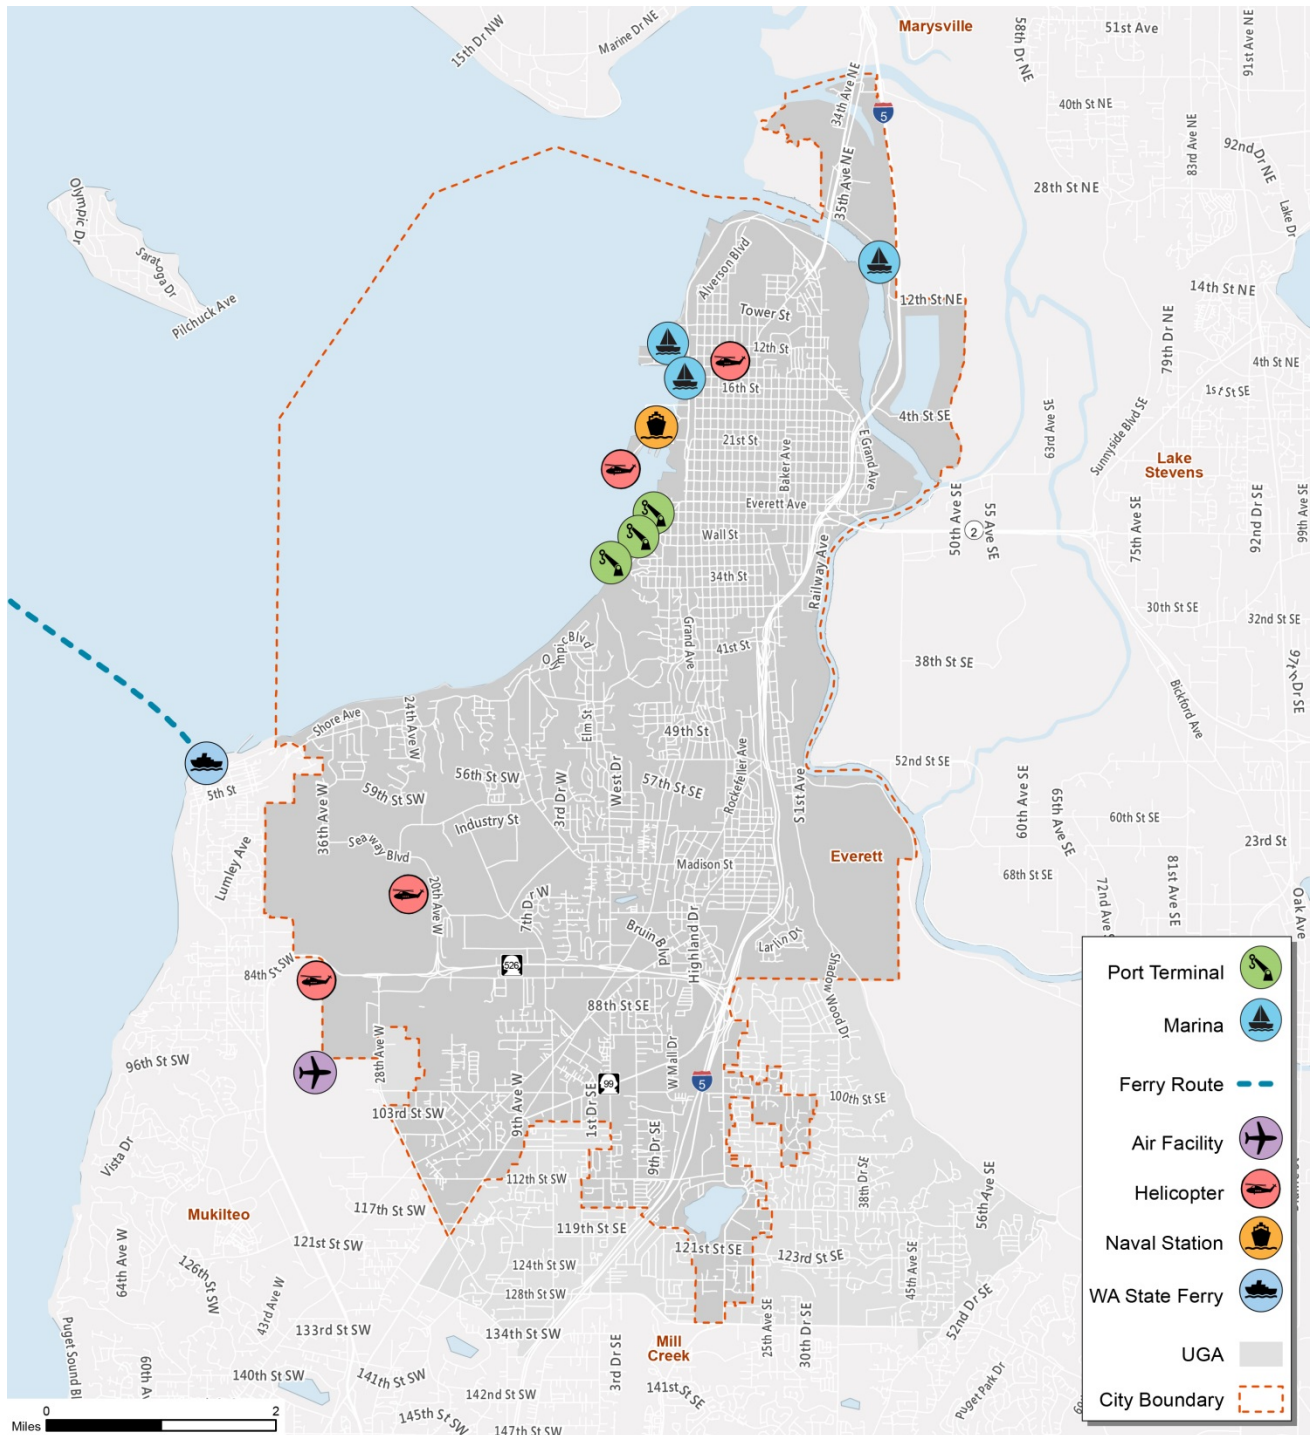 Marysville
15th Dr NW
Marine Dr NE
58th Dr NE
51st Ave
91st Ave NE
34th Ave NE
5
40th St NE
83rd Ave NE
92nd Dr NE
35th Ave NE
28th St NE
Lake Dr
Olympic Dr
Saratoga Dr
Pilchuck Ave
Alverson Blvd
14th St NE
12th St NE
Tower St
79th Dr NE
12th St
4th St NE
16th St
1st St SE
4th St SE
63rd Ave SE
Sunnyside Blvd SE
21st St
Baker Ave
E Grand Ave
Lake
Stevens
Everett Ave
50th Ave SE
55 Ave SE
2
75th Ave SE
92nd Dr SE
99th Ave SE
Wall St
34th St
Railway Ave
30th St SE
32nd St SE
Olympic Blvd
Grand Ave
41st St
38th St SE
97th Dr SE
Bickford Ave
Shore Ave
24th Ave W
Elm St
49th St
52nd St SE
5th St
36th Ave W
59th St SW
56th St SW
3rd Dr W
West Dr
57th St SE
Rockefeller Ave
S 1st Ave
60th Ave SE
65th Ave SE
60th St SE
Industry St
Seaway Blvd
Lumley Ave
Madison St
Everett
23rd St
68th St SE
81st Ave SE
72nd Ave S
Oak Ave
20th Ave W
7th Dr W
Bruin Blvd
Highland Dr
Larlin Dr
Shadow Wood Dr
84th St SW
526
88th St SE
96th St SW
28th Ave W
W Mall Dr
99
5
103rd St SW
9th Ave W
1st Dr SE
9th Dr SE
100th St SE
Vista Dr
112th St SW
38th Dr SE
56th Ave SE
Mukilteo
117th St SW
119th St SE
121st St SW
121st St SE
123rd St SE
64th Ave W
126th St SW
43rd Ave W
124th St SW
128th St SW
45th Ave SE
52nd Dr SE
133rd St SW
134th St SW
Mill
Creek
25th Ave SE
30th Dr SE
Puget Sound Bl
60th Av
140th St SW
141th St SW
3rd Dr SE
142nd St SW
141st St SE
Puget Park Dr
145th St SW
147th St SW
Port Terminal
Marina
Ferry Route
Air Facility
Helicopter
Naval Station
WA State Ferry
UGA
City Boundary
0
2
Miles